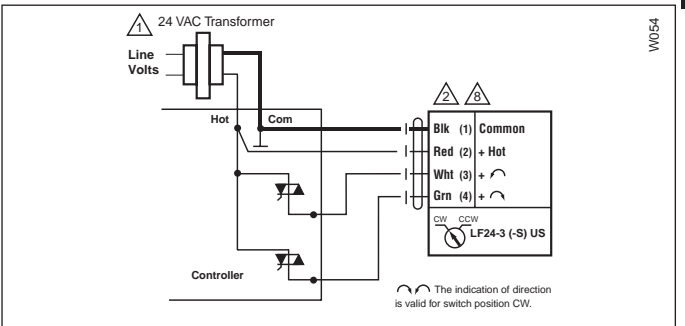 1 24 VAC Transformer
Line
Volts
W054
Hot Com
2 8
Blk (1) Common
Red (2) + Hot
Wht (3) +
Grn (4) +
CW CCW
LF24-3 (-S) US
Controller
The indication of direction
is valid for switch position CW.